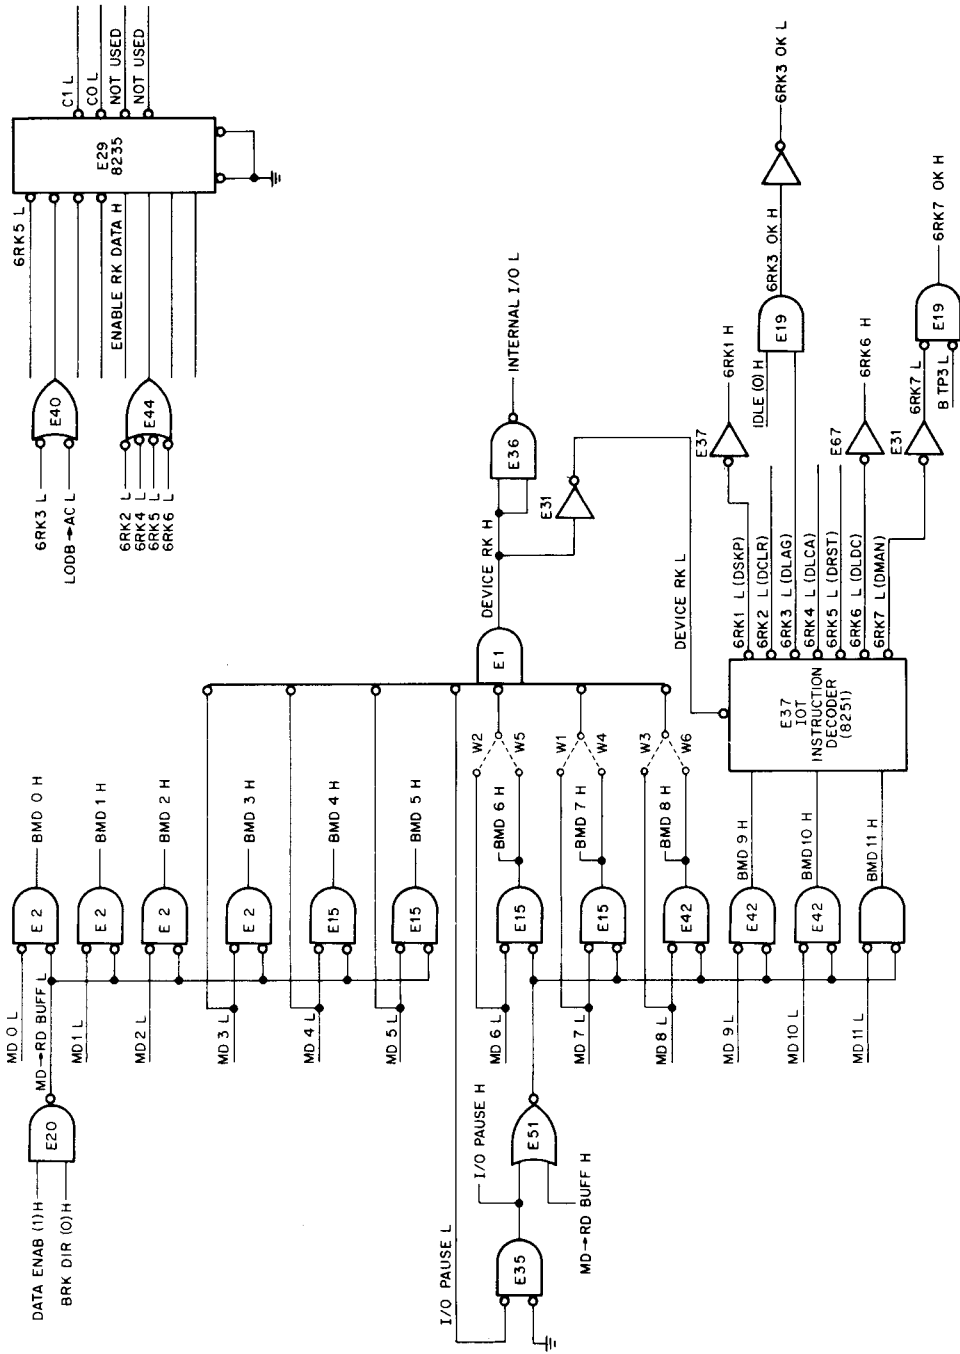 6RK5 L
C1 L
C0 L
NOT USED
NOT USED
E29
8235
6RK3 L
LODB→AC L
E40
ENABLE RK DATA H
6RK2 L
6RK4 L
6RK5 L
6RK6 L
E44
DATA ENAB (1) H
BRK DIR (0) H
E20
MD→RD BUFF L
MD 0 L
E2
BMD 0 H
MD 1 L
E2
BMD 1 H
MD 2 L
E2
BMD 2 H
MD 3 L
E2
BMD 3 H
MD 4 L
E15
BMD 4 H
MD 5 L
E15
BMD 5 H
I/O PAUSE L
E35
I/O PAUSE H
MD→RD BUFF H
E51
MD 6 L
E15
BMD 6 H
W2
W5
MD 7 L
E15
BMD 7 H
W1
W4
MD 8 L
E42
BMD 8 H
W3
W6
MD 9 L
E42
BMD 9 H
MD 10 L
E42
BMD 10 H
MD 11 L
BMD 11 H
E1
DEVICE RK H
E36
INTERNAL I/O L
E31
DEVICE RK L
E37
IOT
INSTRUCTION
DECODER
(8251)
6RK1 L (DSKP)
6RK2 L (DCLR)
6RK3 L (DLAG)
6RK4 L (DLCA)
6RK5 L (DRST)
6RK6 L (DLDC)
6RK7 L (DMAN)
E37
6RK1 H
IDLE (0) H
E19
6RK3 OK H
6RK3 OK L
E67
6RK6 H
E31
6RK7 L
B TP3 L
E19
6RK7 OK H